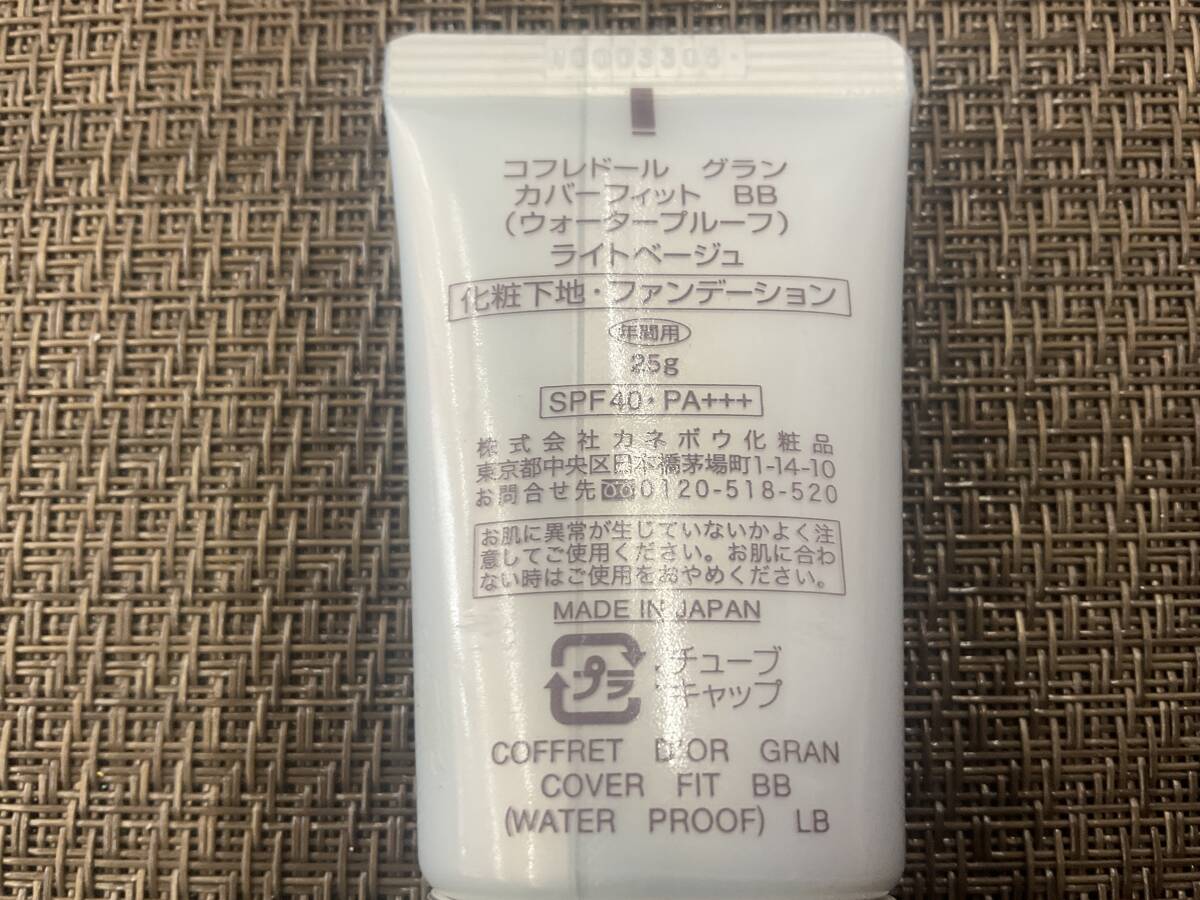 コフレドール グラン
カバーフィット BB
(ウォータープルーフ)
ライトベージュ
化粧下地・ファンデーション
年間用
25g
SPF40・PA+++
株式会社カネボウ化粧品
東京都中央区日本橋茅場町1-14-10
お問合せ先 0120-518-520
お肌に異常が生じていないかよく注
意してご使用ください。お肌に合わ
ない時はご使用をおやめください。
MADE IN JAPAN
プラ
:チューブ
:キャップ
COFFRET D'OR GRAN
COVER FIT BB
(WATER PROOF) LB